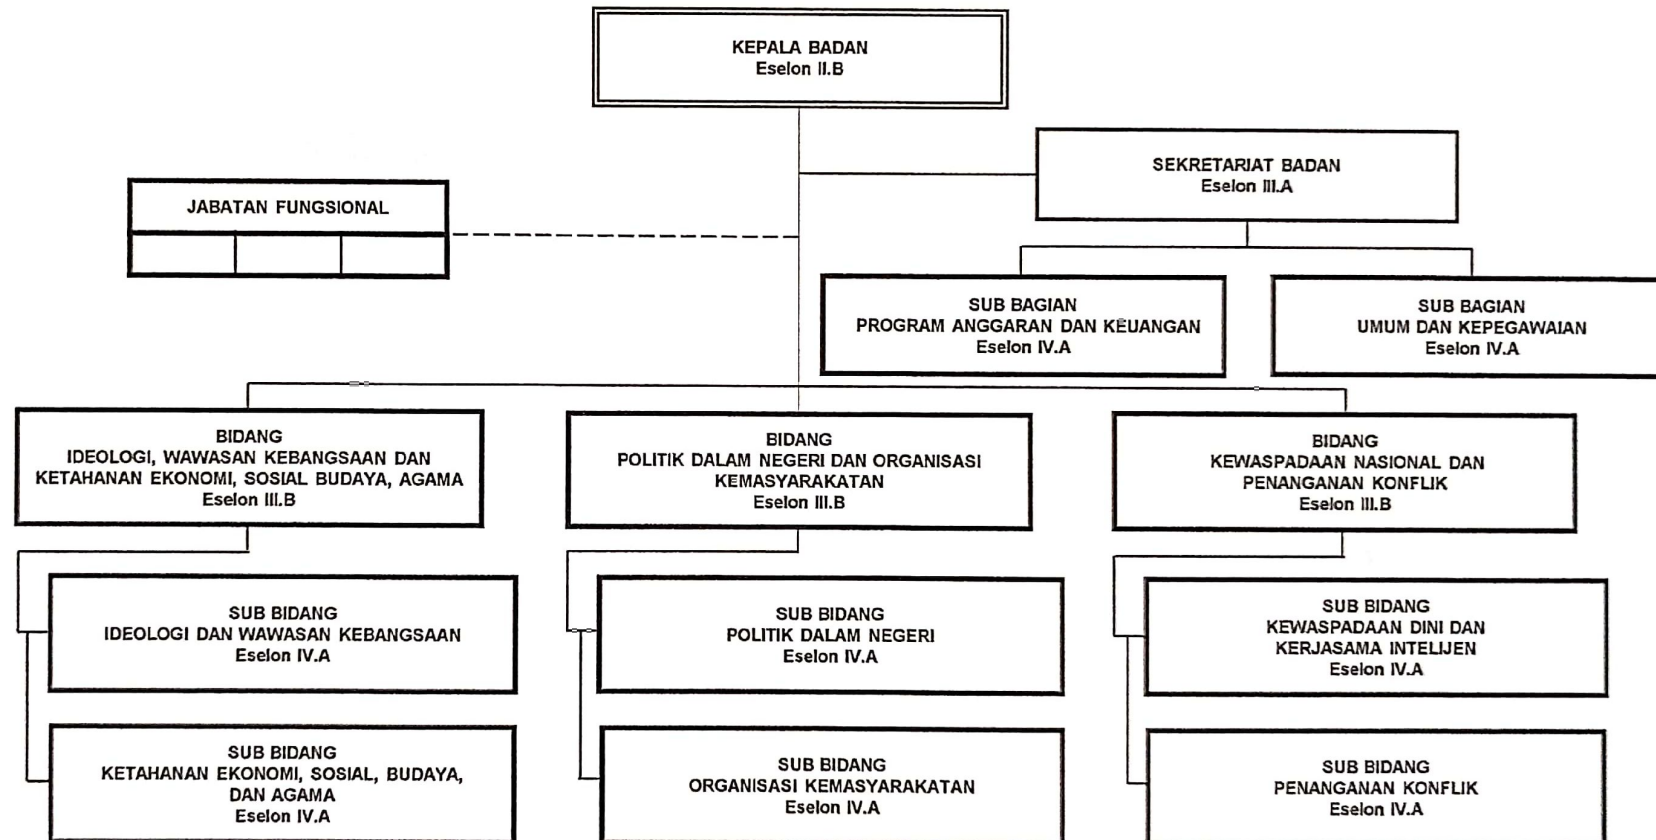 KEPALA BADAN
Eselon II.B
SEKRETARIAT BADAN
Eselon III.A
JABATAN FUNGSIONAL
SUB BAGIAN
PROGRAM ANGGARAN DAN KEUANGAN
Eselon IV.A
SUB BAGIAN
UMUM DAN KEPEGAWAIAN
Eselon IV.A
BIDANG
IDEOLOGI, WAWASAN KEBANGSAAN DAN
KETAHANAN EKONOMI, SOSIAL BUDAYA, AGAMA
Eselon III.B
BIDANG
POLITIK DALAM NEGERI DAN ORGANISASI
KEMASYARAKATAN
Eselon III.B
BIDANG
KEWASPADAAN NASIONAL DAN
PENANGANAN KONFLIK
Eselon III.B
SUB BIDANG
IDEOLOGI DAN WAWASAN KEBANGSAAN
Eselon IV.A
SUB BIDANG
POLITIK DALAM NEGERI
Eselon IV.A
SUB BIDANG
KEWASPADAAN DINI DAN
KERJASAMA INTELIJEN
Eselon IV.A
SUB BIDANG
KETAHANAN EKONOMI, SOSIAL, BUDAYA,
DAN AGAMA
Eselon IV.A
SUB BIDANG
ORGANISASI KEMASYARAKATAN
Eselon IV.A
SUB BIDANG
PENANGANAN KONFLIK
Eselon IV.A